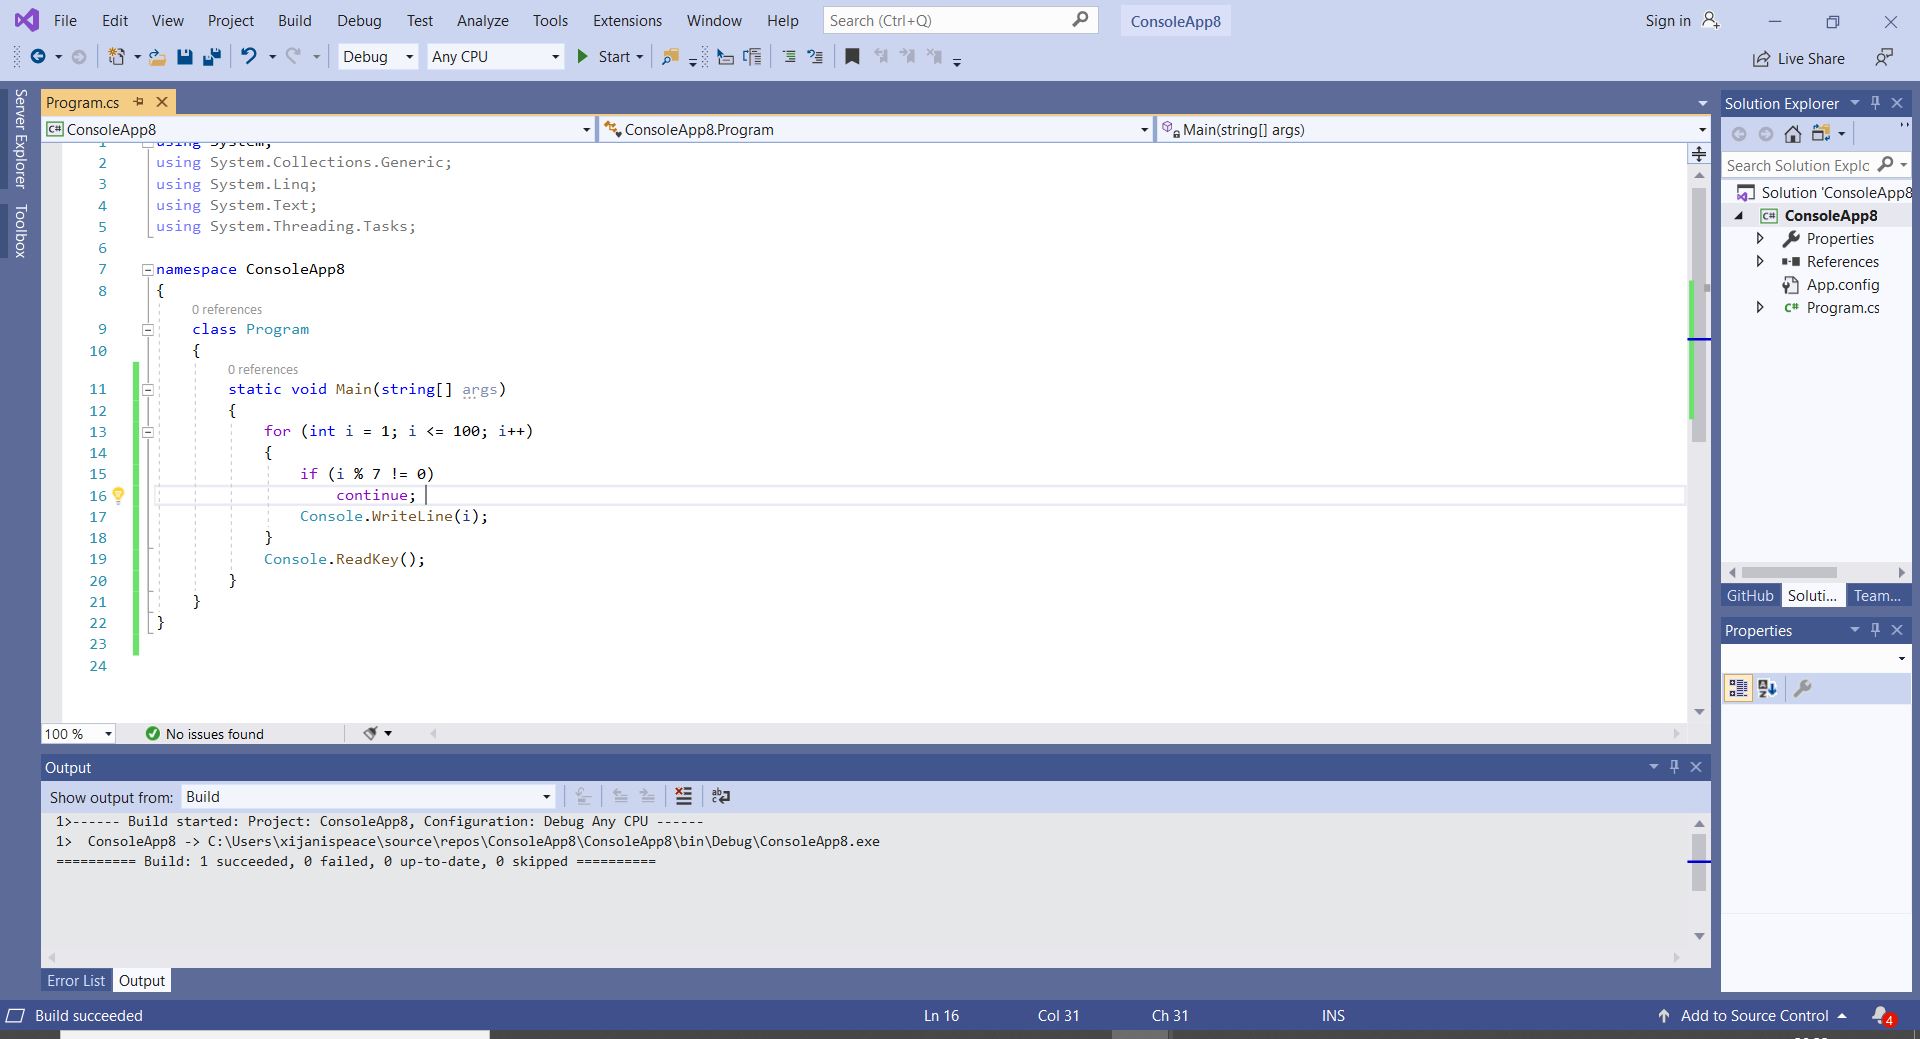 File Edit View Project Build Debug Test Analyze Tools Extensions Window Help Search (Ctrl+Q) ConsoleApp8 Sign in
Debug Any CPU Start Live Share
Server Explorer
Toolbox
Program.cs
ConsoleApp8 ConsoleApp8.Program Main(string[] args)
1 using System;
2 using System.Collections.Generic;
3 using System.Linq;
4 using System.Text;
5 using System.Threading.Tasks;
6
7 namespace ConsoleApp8
8 {
0 references
9 class Program
10 {
0 references
11 static void Main(string[] args)
12 {
13 for (int i = 1; i <= 100; i++)
14 {
15 if (i % 7 != 0)
16 continue;
17 Console.WriteLine(i);
18 }
19 Console.ReadKey();
20 }
21 }
22 }
23
24
100 % No issues found
Output
Show output from: Build
1>------ Build started: Project: ConsoleApp8, Configuration: Debug Any CPU ------
1> ConsoleApp8 -> C:\Users\xijanispeace\source\repos\ConsoleApp8\ConsoleApp8\bin\Debug\ConsoleApp8.exe
========== Build: 1 succeeded, 0 failed, 0 up-to-date, 0 skipped ==========
Error List Output
Solution Explorer
Search Solution Explo
Solution 'ConsoleApp8
C# ConsoleApp8
Properties
References
App.config
C# Program.cs
GitHub Soluti... Team...
Properties
Build succeeded Ln 16 Col 31 Ch 31 INS Add to Source Control 4